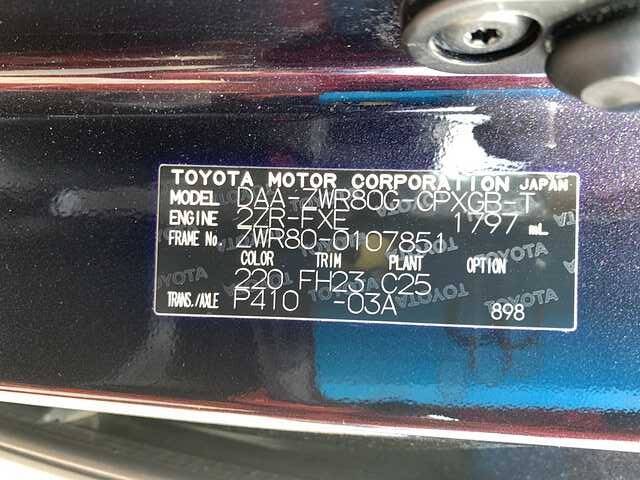 TOYOTA MOTOR CORPORATION JAPAN
MODEL DAA-ZWR80G-GPXGB-T
ENGINE 2ZR-FXE 1797 mL
FRAME No. ZWR80-0107851
COLOR TRIM PLANT OPTION
220 FH23 C25
TRANS./AXLE P410 -03A 898